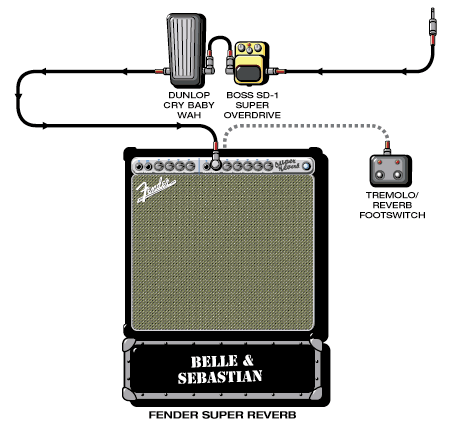 DUNLOP
CRY BABY
WAH
BOSS SD-1
SUPER
OVERDRIVE
TREMOLO/
REVERB
FOOTSWITCH
Super
Reverb
Fender
BELLE &
SEBASTIAN
FENDER SUPER REVERB